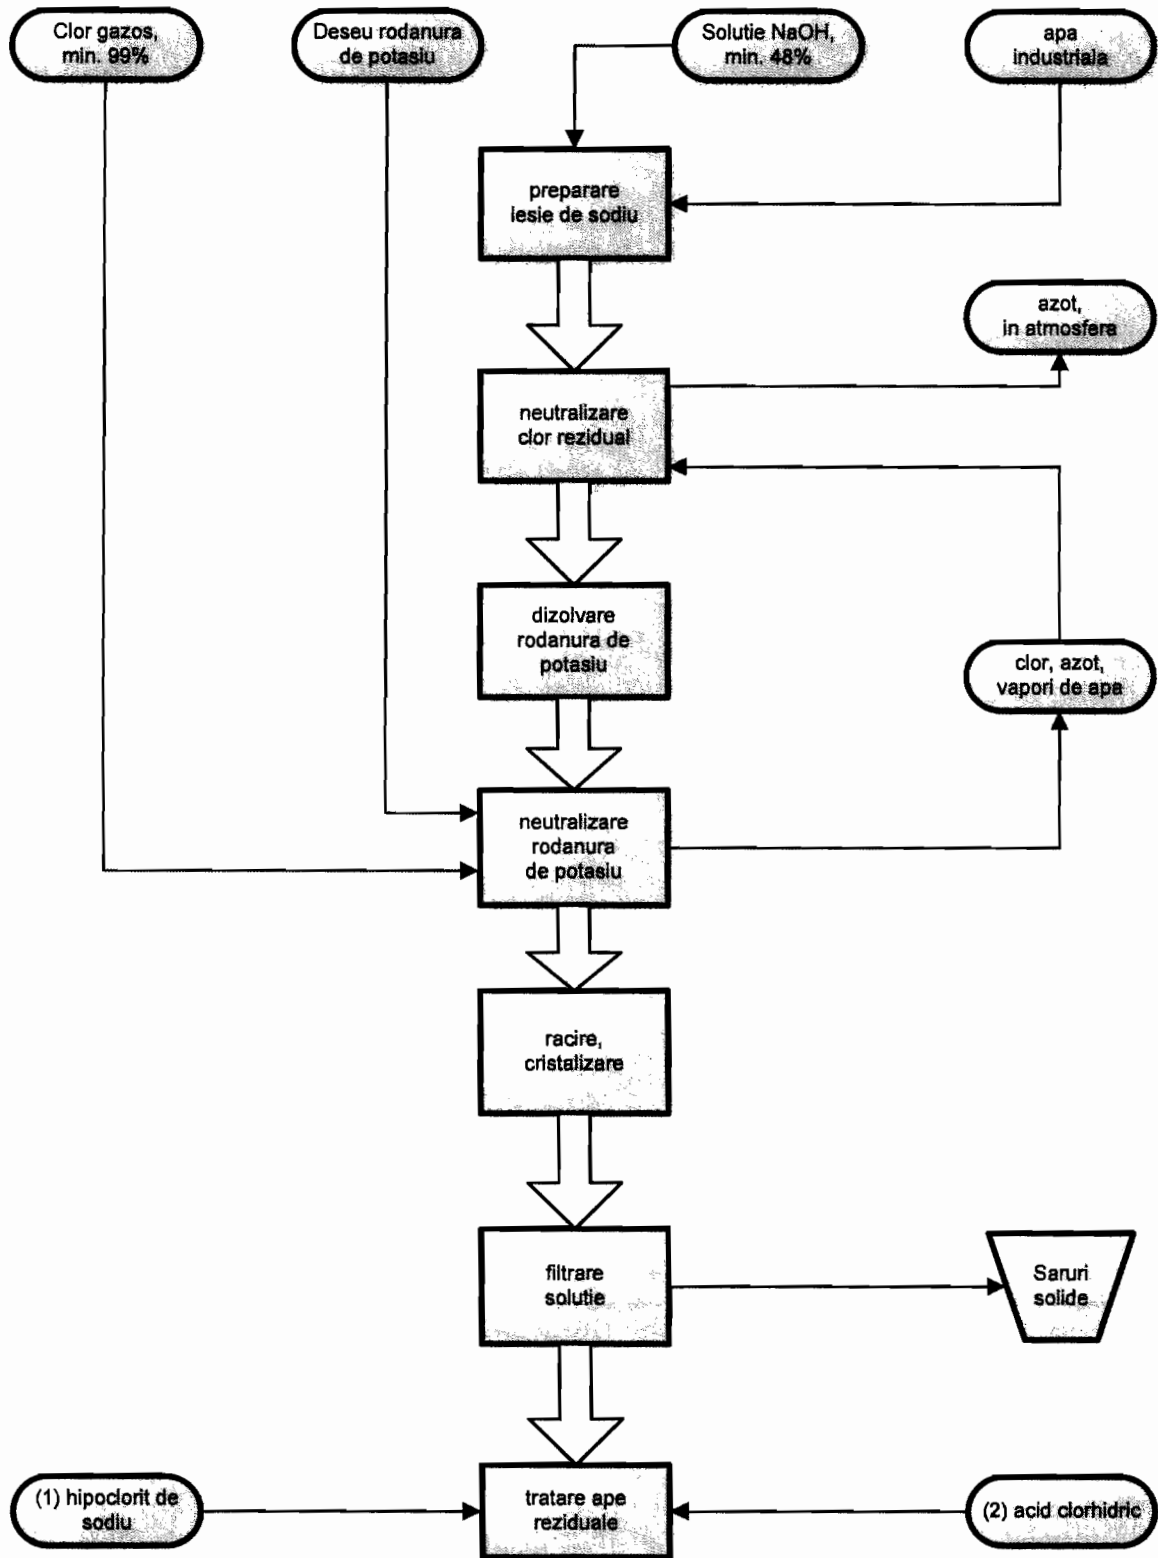 Clor gazos,
min. 99%
Deseu rodanura
de potasiu
Solutie NaOH,
min. 48%
apa
industriala
preparare
lesie de sodiu
azot,
in atmosfera
neutralizare
clor rezidual
dizolvare
rodanura de
potasiu
clor, azot,
vapori de apa
neutralizare
rodanura
de potasiu
racire,
cristalizare
filtrare
solutie
Saruri
solide
(1) hipoclorit de
sodiu
tratare ape
reziduale
(2) acid clorhidric